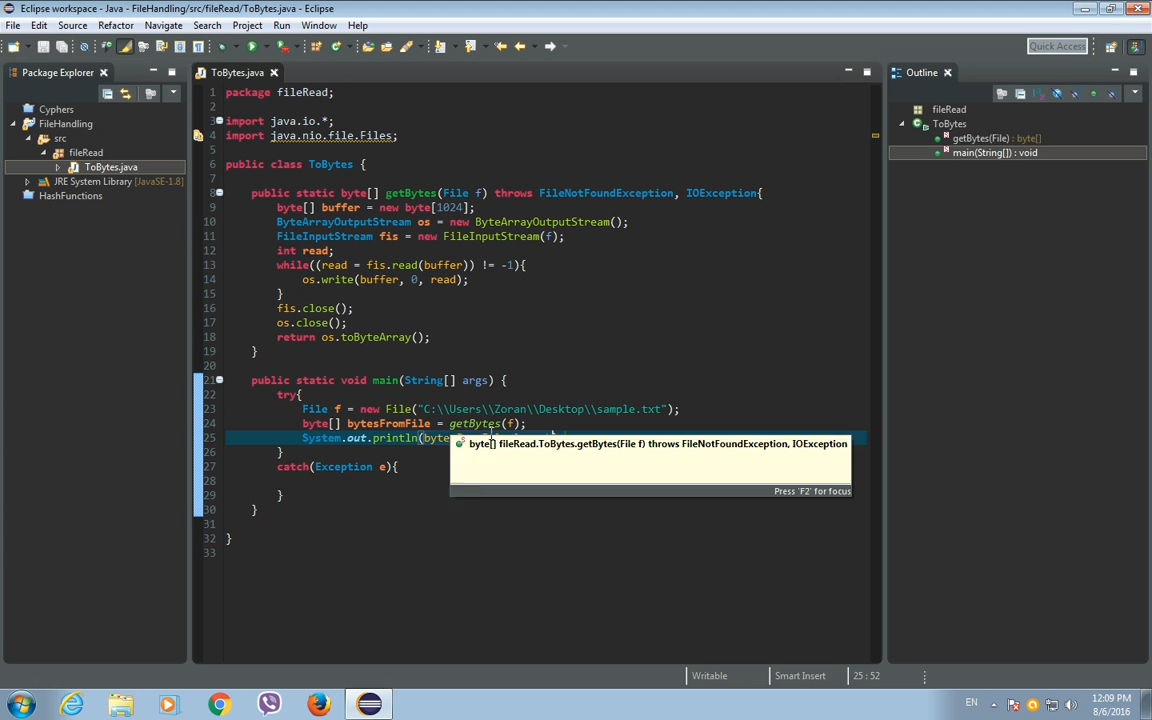 Eclipse workspace - Java - FileHandling/src/fileRead/ToBytes.java - Eclipse
File Edit Source Refactor Navigate Search Project Run Window Help
Quick Access
Package Explorer
ToBytes.java
Outline
Cyphers
FileHandling
src
fileRead
ToBytes.java
JRE System Library [JavaSE-1.8]
HashFunctions
1 package fileRead;
2
3 import java.io.*;
4 import java.nio.file.Files;
5
6 public class ToBytes {
7
8 public static byte[] getBytes(File f) throws FileNotFoundException, IOException{
9 byte[] buffer = new byte[1024];
10 ByteArrayOutputStream os = new ByteArrayOutputStream();
11 FileInputStream fis = new FileInputStream(f);
12 int read;
13 while((read = fis.read(buffer)) != -1){
14 os.write(buffer, 0, read);
15 }
16 fis.close();
17 os.close();
18 return os.toByteArray();
19 }
20
21 public static void main(String[] args) {
22 try{
23 File f = new File("C:\\Users\\Zoran\\Desktop\\sample.txt");
24 byte[] bytesFromFile = getBytes(f);
25 System.out.println(byte
byte[] fileRead.ToBytes.getBytes(File f) throws FileNotFoundException, IOException
Press 'F2' for focus
26 }
27 catch(Exception e){
28
29 }
30 }
31
32 }
33
fileRead
ToBytes
getBytes(File) : byte[]
main(String[]) : void
Writable Smart Insert 25 : 52
EN
12:09 PM
8/6/2016